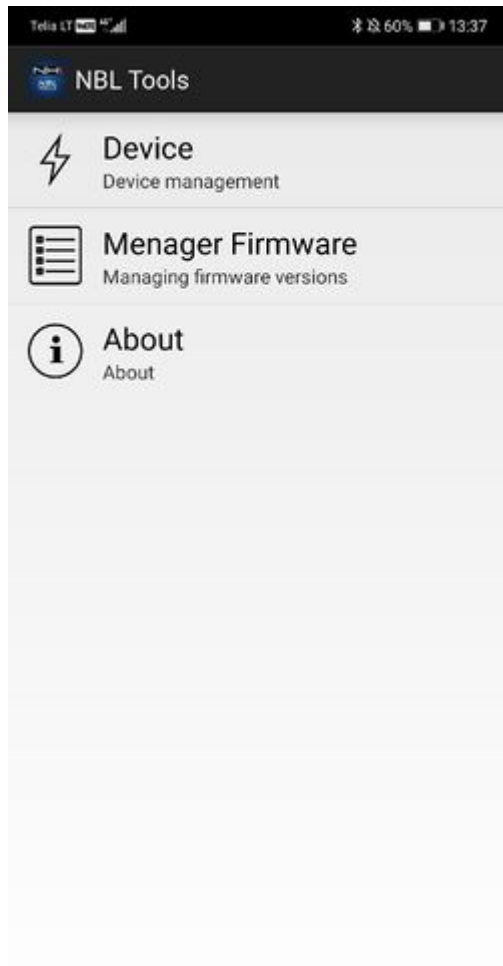 Telia LT
60% 13:37
NBL Tools
Device
Device management
Menager Firmware
Managing firmware versions
i About
About